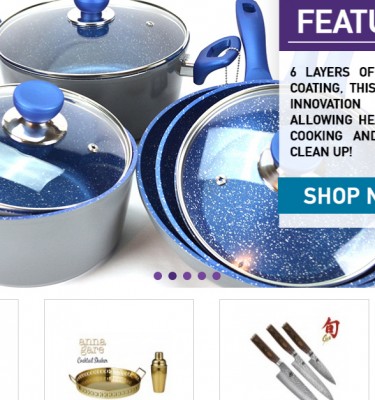 FEATU
6 LAYERS OF
COATING, THIS
INNOVATION
ALLOWING HE
COOKING AND
CLEAN UP!
SHOP N
anna
gare
Cocktail Shaker
旬